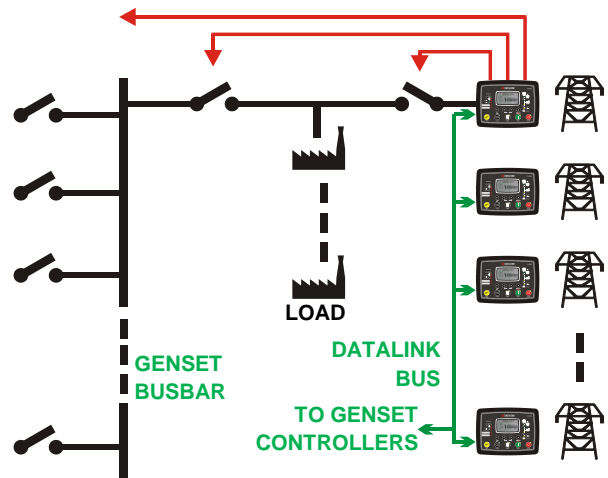 LOAD
GENSET
BUSBAR
DATALINK
BUS
TO GENSET
CONTROLLERS